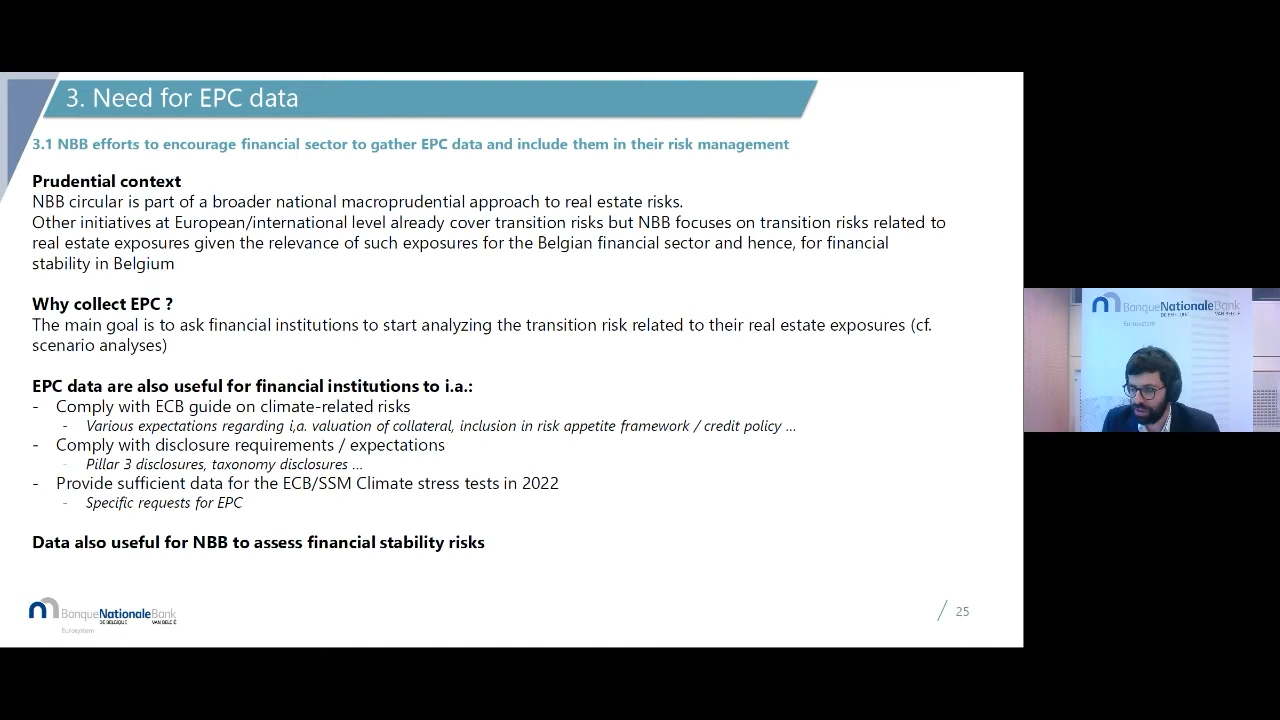 3. Need for EPC data
3.1 NBB efforts to encourage financial sector to gather EPC data and include them in their risk management
Prudential context
NBB circular is part of a broader national macroprudential approach to real estate risks.
Other initiatives at European/international level already cover transition risks but NBB focuses on transition risks related to
real estate exposures given the relevance of such exposures for the Belgian financial sector and hence, for financial
stability in Belgium
Why collect EPC ?
The main goal is to ask financial institutions to start analyzing the transition risk related to their real estate exposures (cf.
scenario analyses)
EPC data are also useful for financial institutions to i.a.:
- Comply with ECB guide on climate-related risks
- Various expectations regarding i,a. valuation of collateral, inclusion in risk appetite framework / credit policy ...
- Comply with disclosure requirements / expectations
- Pillar 3 disclosures, taxonomy disclosures ...
- Provide sufficient data for the ECB/SSM Climate stress tests in 2022
- Specific requests for EPC
Data also useful for NBB to assess financial stability risks
BanqueNationaleBank
DE BELGIQUE VAN BELGIË
Eurosystem
25
BanqueNationaleBank
DE BELGIQUE VAN BELGIË
Eurosystem